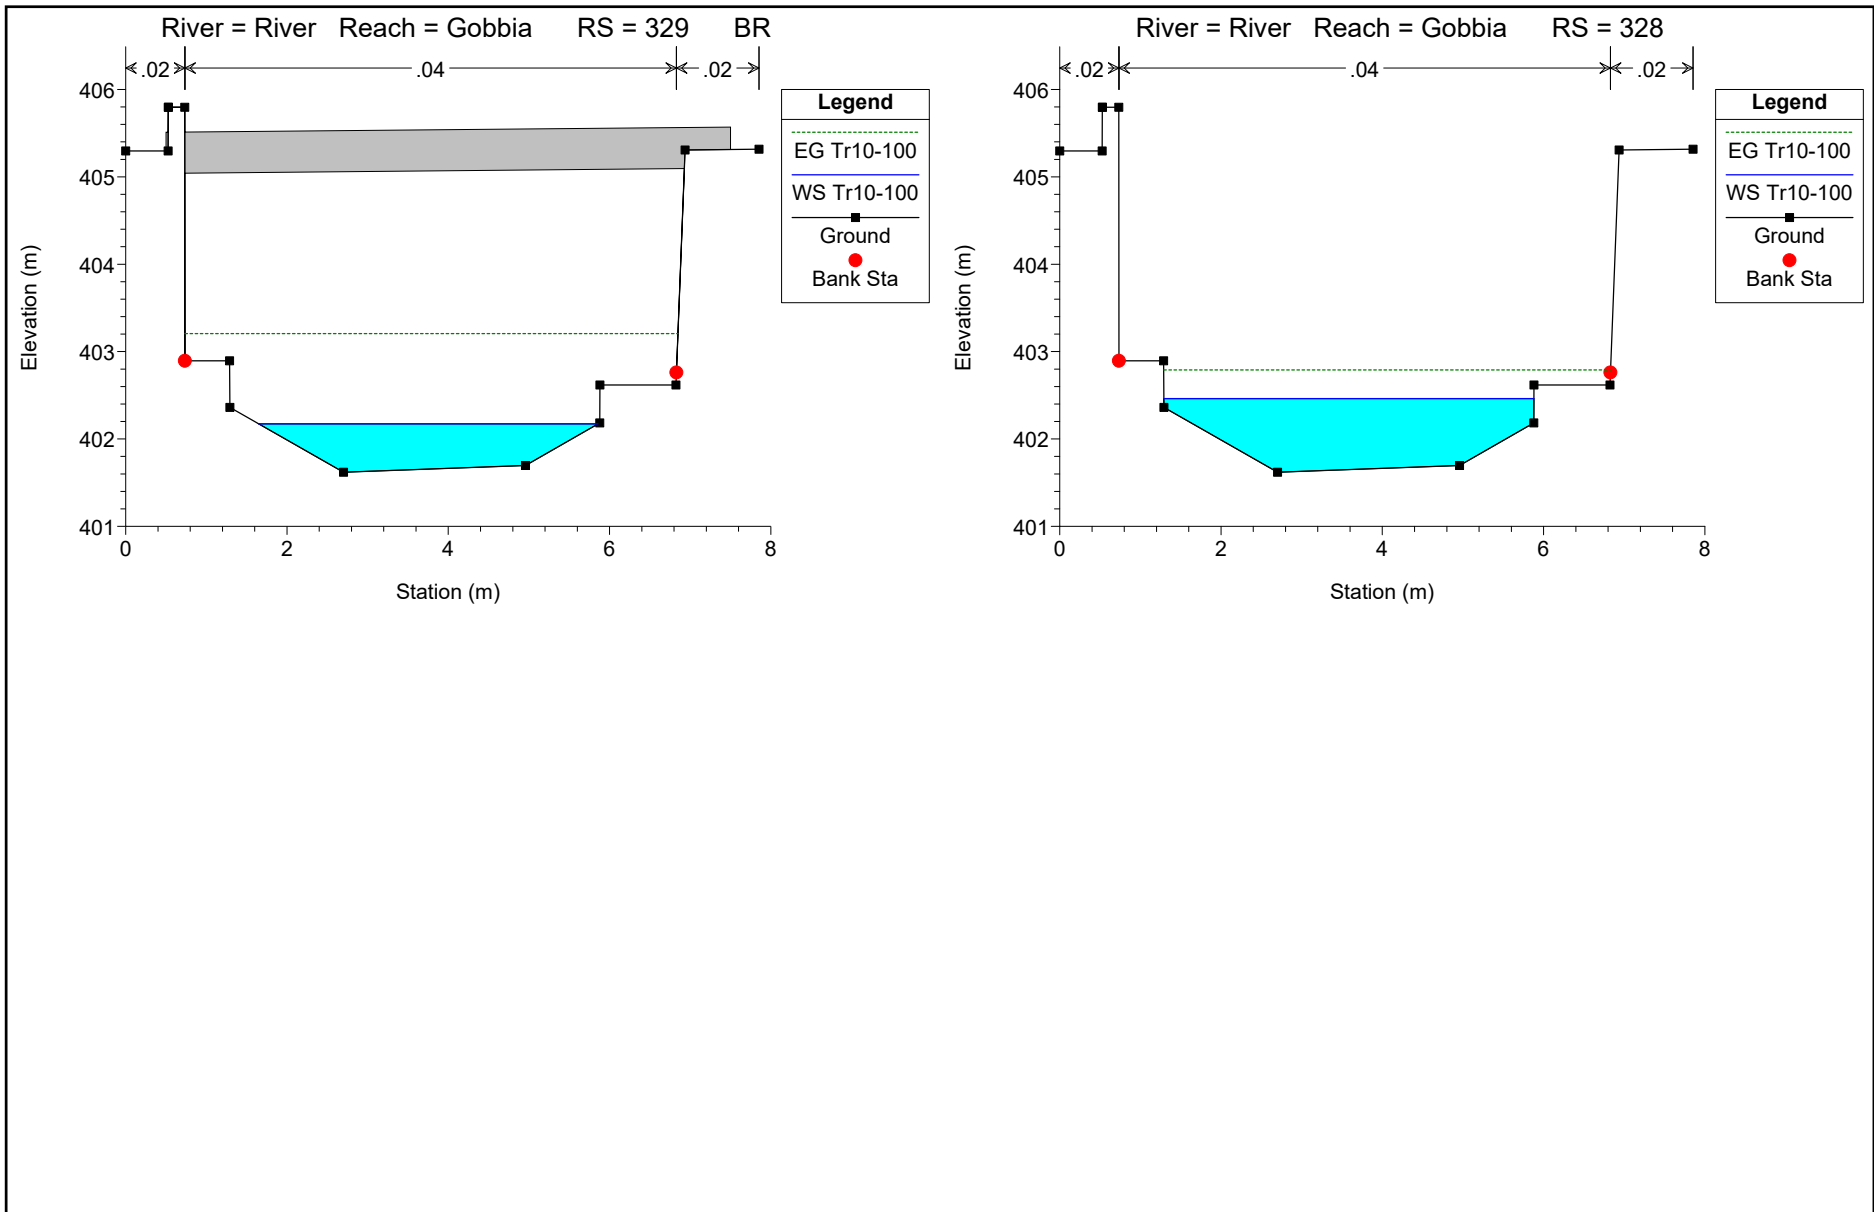 River = River Reach = Gobbia RS = 329 BR
.02 .04 .02
406
405
404
403
402
401
Elevation (m)
0 2 4 6 8
Station (m)
Legend
EG Tr10-100
WS Tr10-100
Ground
Bank Sta
River = River Reach = Gobbia RS = 328
.02 .04 .02
406
405
404
403
402
401
Elevation (m)
0 2 4 6 8
Station (m)
Legend
EG Tr10-100
WS Tr10-100
Ground
Bank Sta